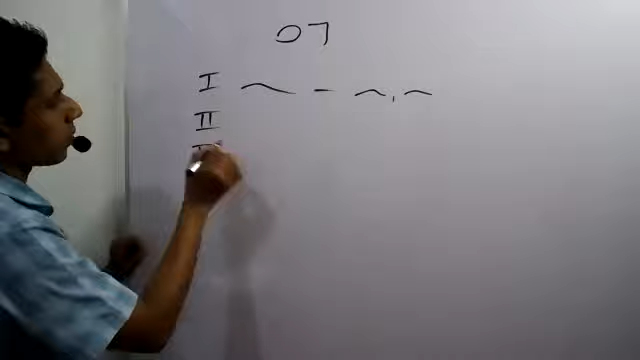 07
I ~ - ~, ~
II